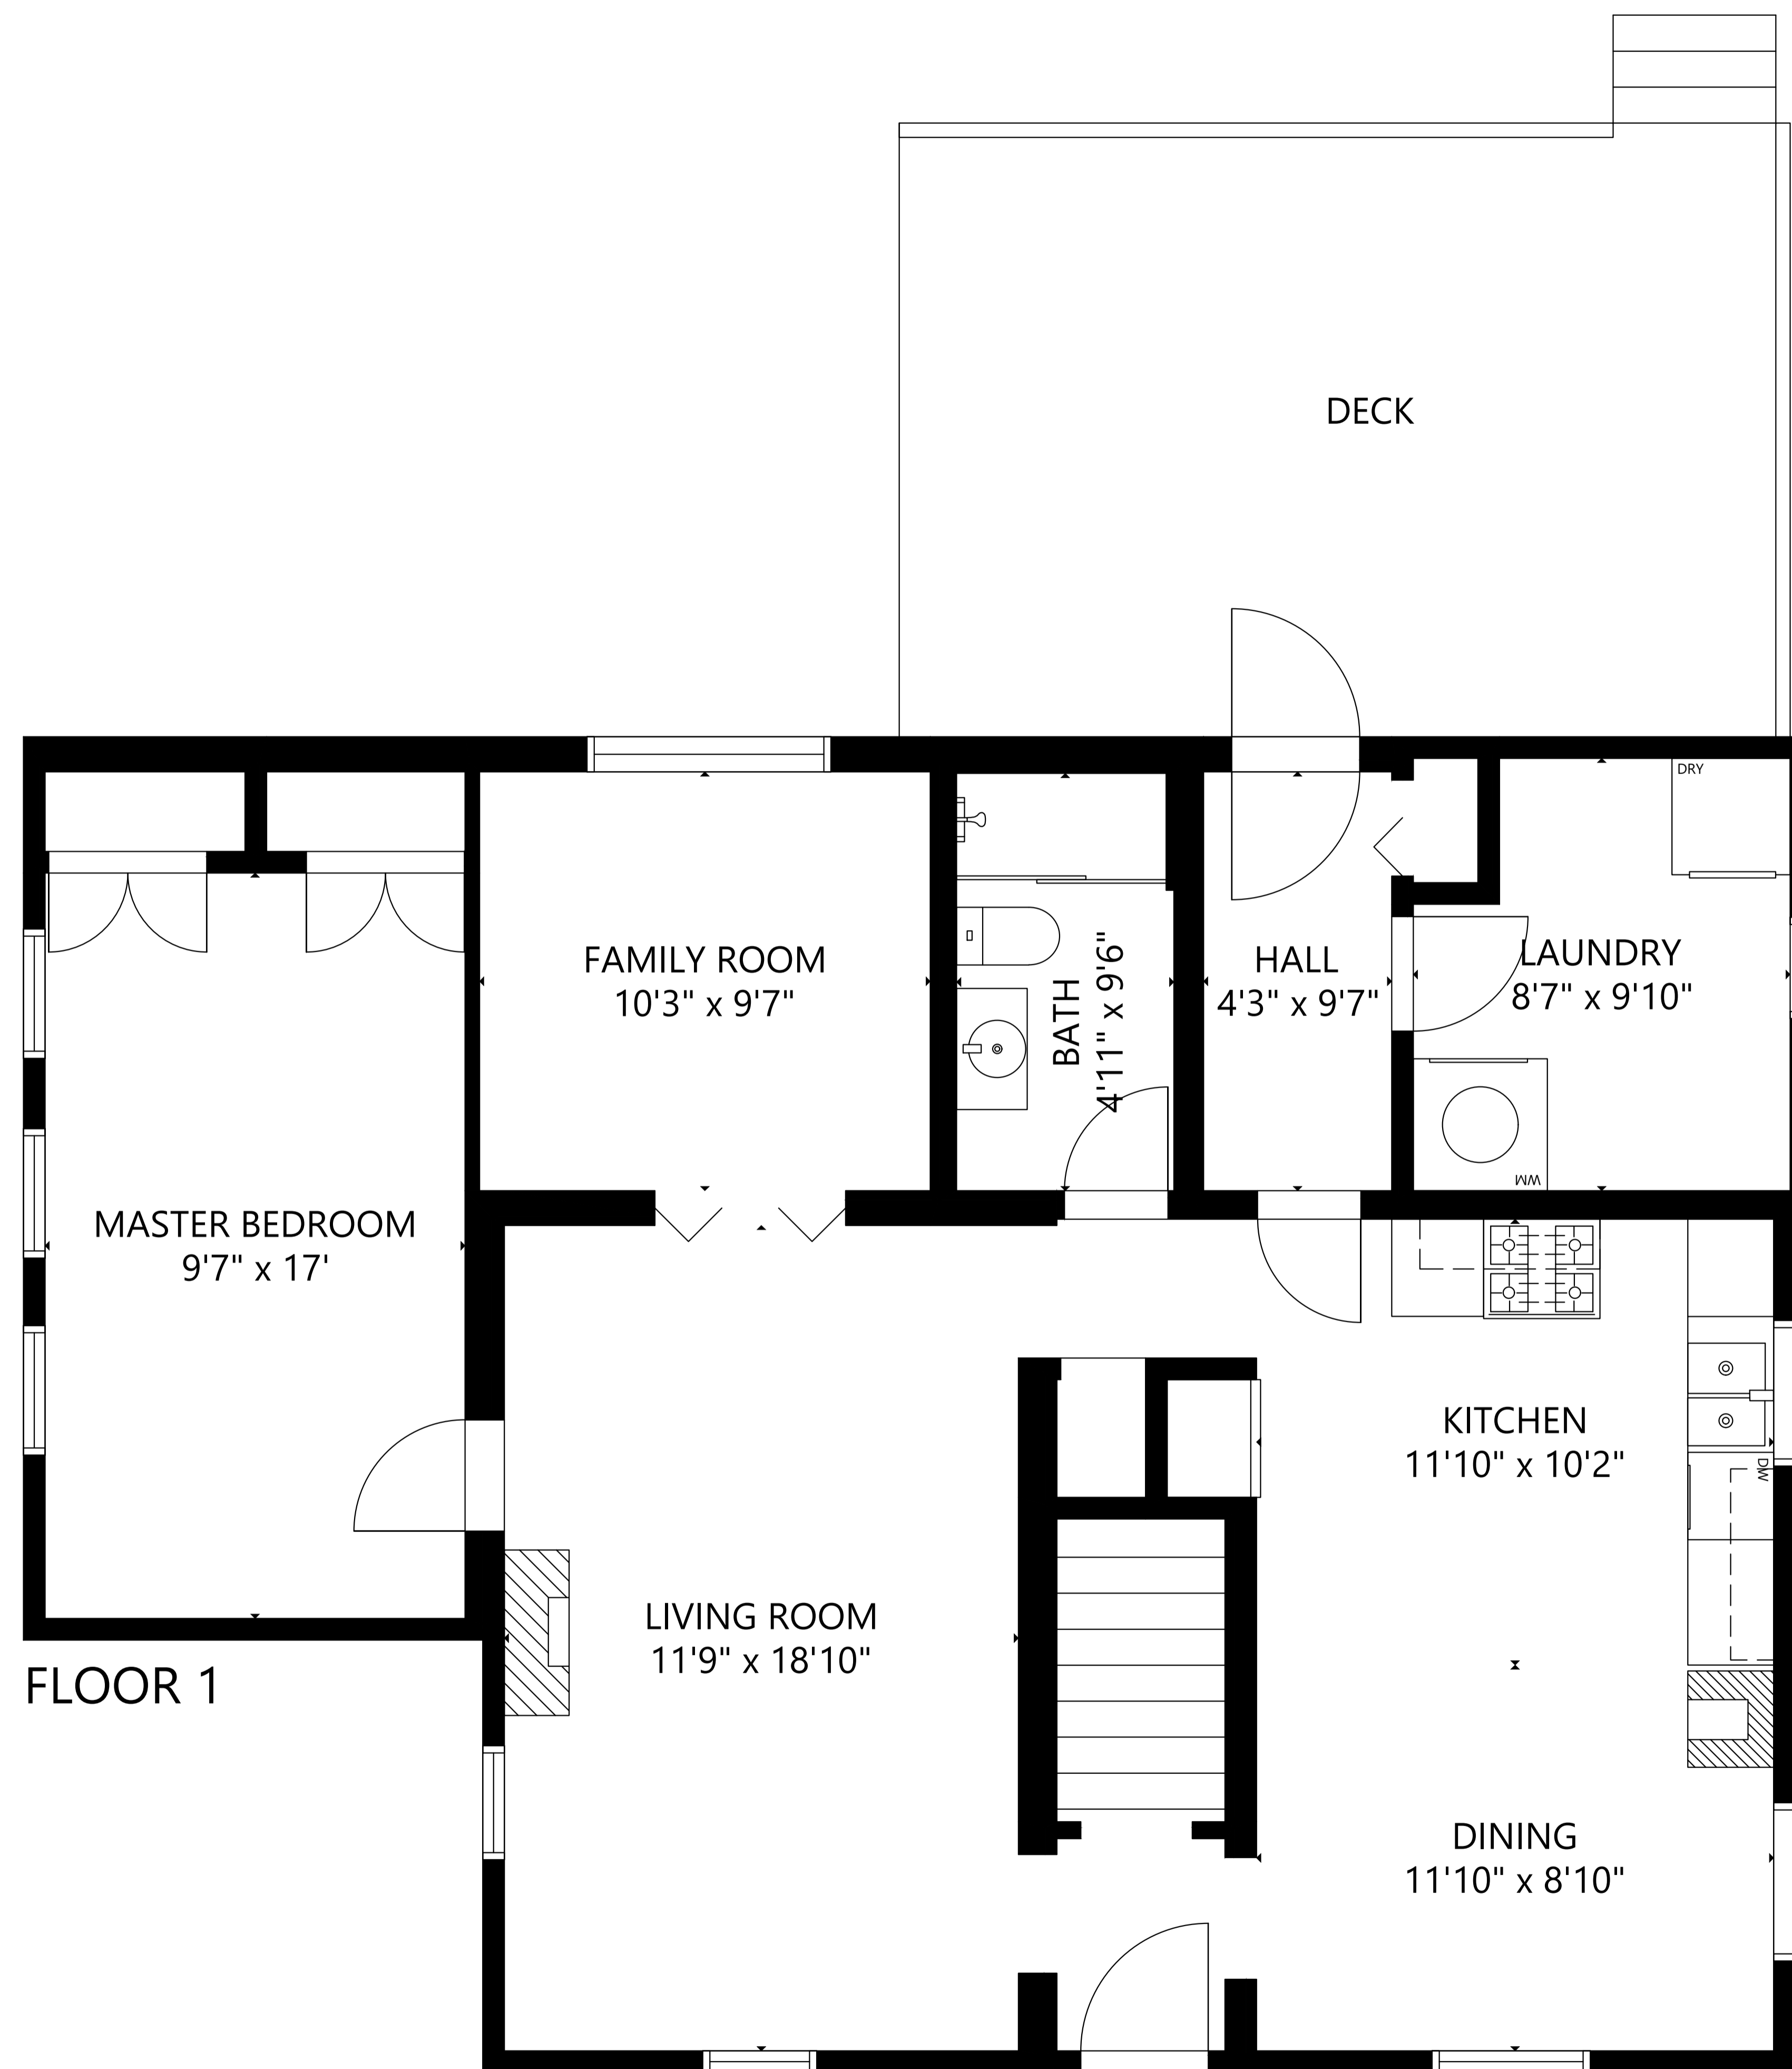 DECK
DRY
FAMILY ROOM
10'3" x 9'7"
BATH
4'11" x 9'6"
HALL
4'3" x 9'7"
LAUNDRY
8'7" x 9'10"
WM
MASTER BEDROOM
9'7" x 17'
KITCHEN
11'10" x 10'2"
DW
LIVING ROOM
11'9" x 18'10"
FLOOR 1
DINING
11'10" x 8'10"